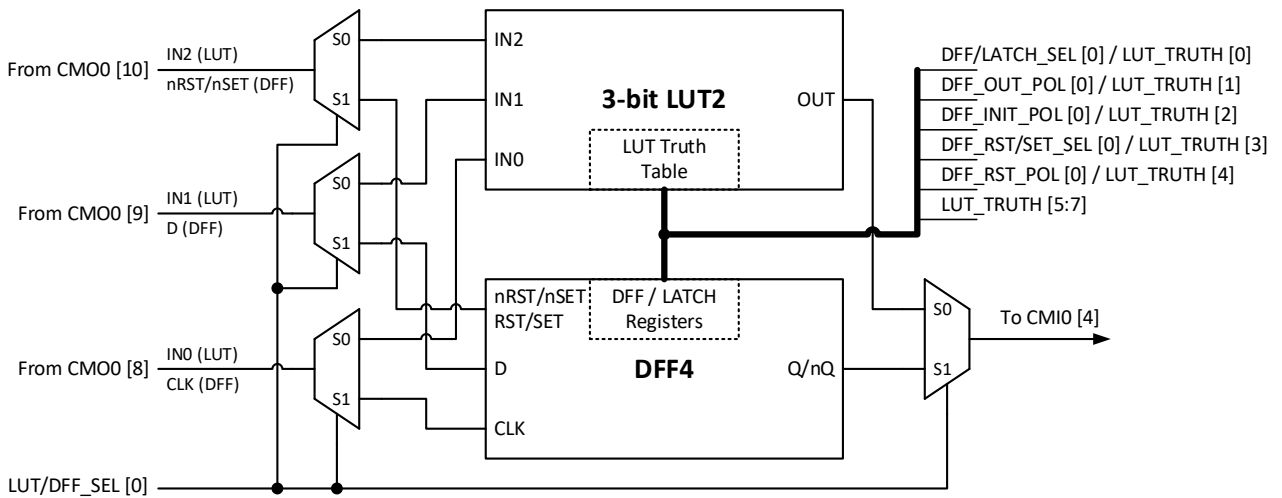 From CMO0 [10]
IN2 (LUT)
nRST/nSET (DFF)
S0
S1
From CMO0 [9]
IN1 (LUT)
D (DFF)
S0
S1
From CMO0 [8]
IN0 (LUT)
CLK (DFF)
S0
S1
LUT/DFF_SEL [0]
IN2
IN1
IN0
3-bit LUT2
OUT
LUT Truth
Table
nRST/nSET
RST/SET
D
CLK
DFF / LATCH
Registers
DFF4
Q/nQ
DFF/LATCH_SEL [0] / LUT_TRUTH [0]
DFF_OUT_POL [0] / LUT_TRUTH [1]
DFF_INIT_POL [0] / LUT_TRUTH [2]
DFF_RST/SET_SEL [0] / LUT_TRUTH [3]
DFF_RST_POL [0] / LUT_TRUTH [4]
LUT_TRUTH [5:7]
S0
S1
To CMI0 [4]